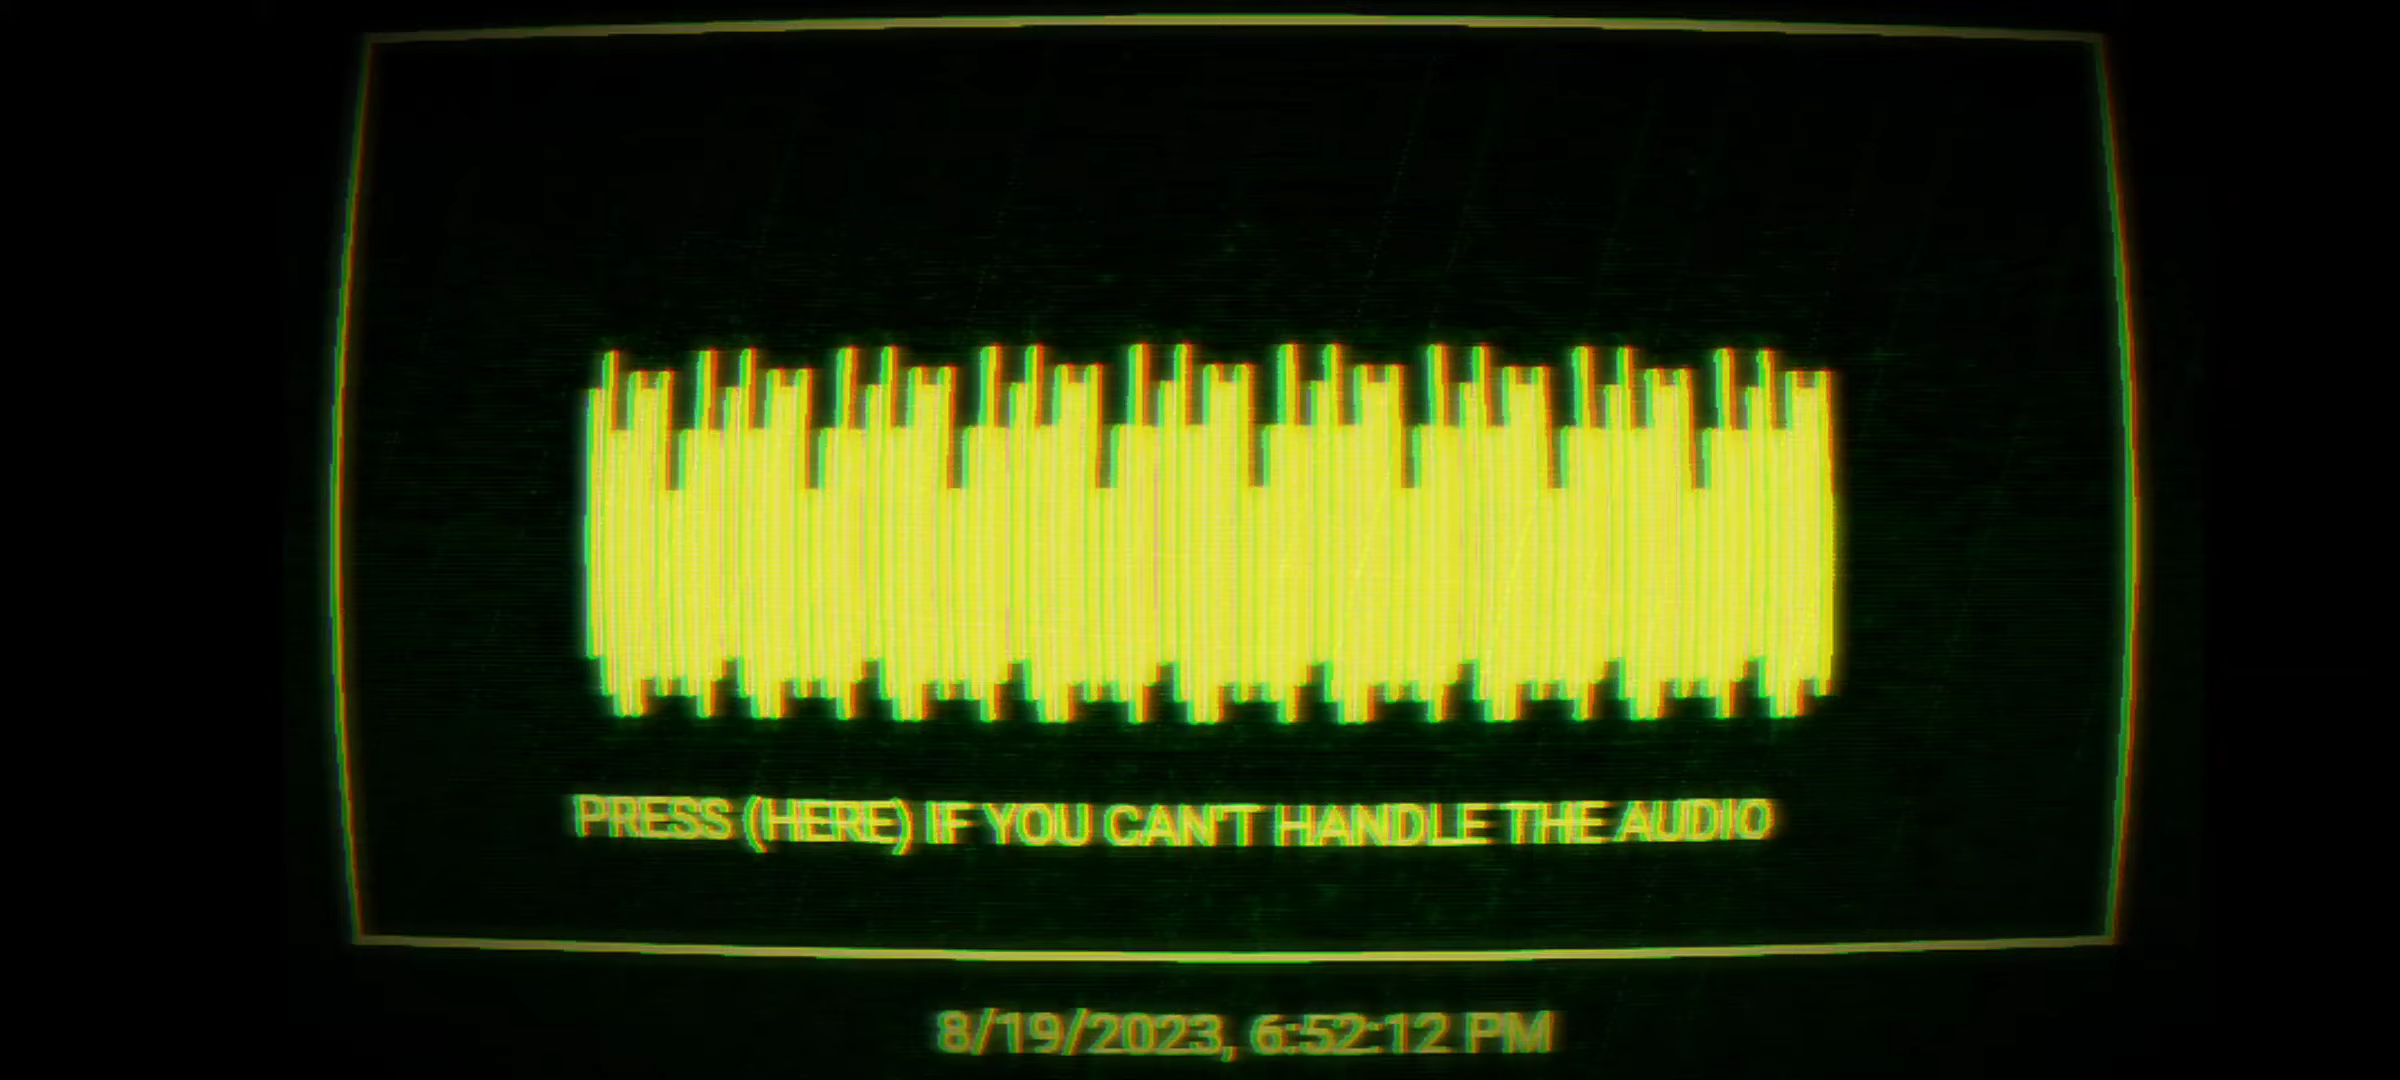 PRESS (HERE) IF YOU CAN'T HANDLE THE AUDIO
8/19/2023, 6:52:12 PM